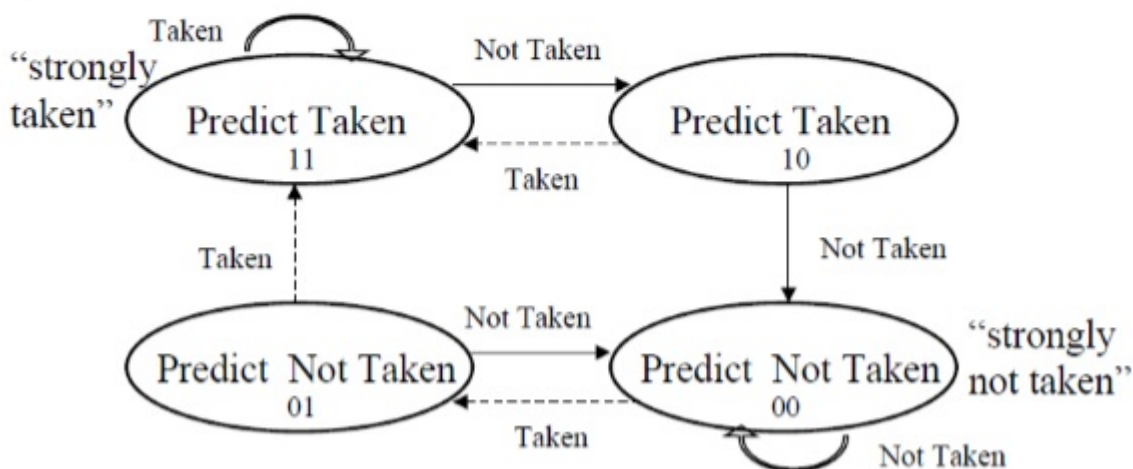 Taken
Not Taken
“strongly
taken”
Predict Taken
11
Predict Taken
10
Taken
Taken
Not Taken
Not Taken
Predict Not Taken
01
Predict Not Taken
00
“strongly
not taken”
Taken
Not Taken